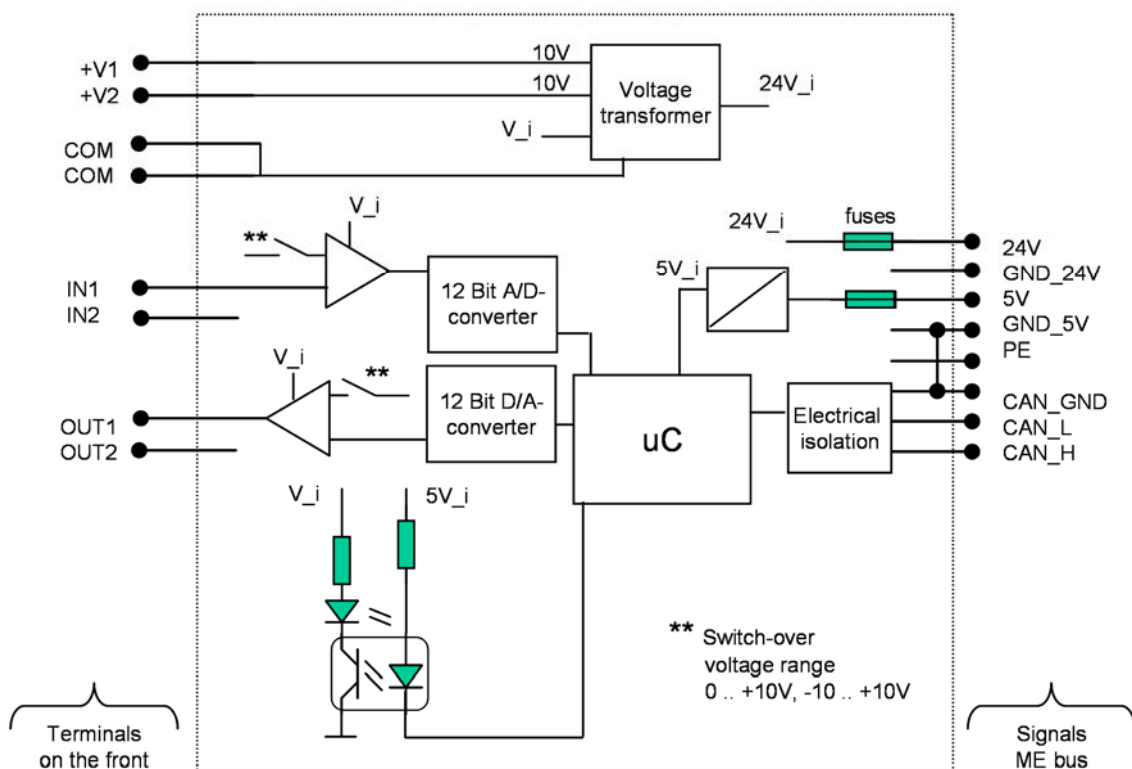 +V1
+V2
COM
COM
10V
10V
V_i
Voltage
transformer
24V_i
**
V_i
IN1
IN2
12 Bit A/D-
converter
24V_i
fuses
5V_i
24V
GND_24V
5V
GND_5V
PE
CAN_GND
CAN_L
CAN_H
V_i
**
OUT1
OUT2
12 Bit D/A-
converter
uC
Electrical
isolation
V_i
5V_i
** Switch-over
voltage range
0 .. +10V, -10 .. +10V
Terminals
on the front
Signals
ME bus